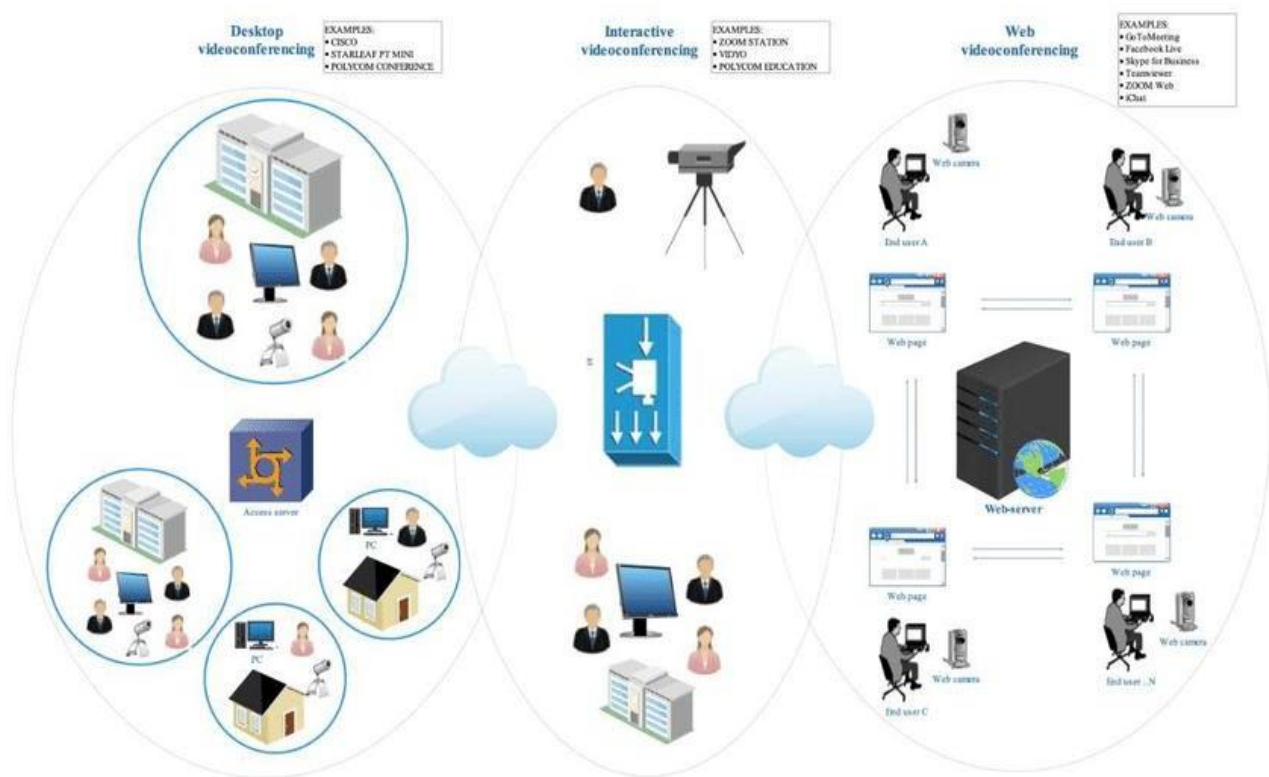 Desktop
videoconferencing
EXAMPLES:
▪ CISCO
▪ STARLEAF PT MINI
▪ POLYCOM CONFERENCE
Interactive
videoconferencing
EXAMPLES:
▪ ZOOM STATION
▪ VIDYO
▪ POLYCOM EDUCATION
Web
videoconferencing
EXAMPLES:
▪ GoToMeeting
▪ Facebook Live
▪ Skype for Business
▪ Teamviewer
▪ ZOOM Web
▪ iChat
Web camera
End user A
Web camera
End user B
Web page
Web page
Access server
PC
PC
Web-server
Web page
Web page
Web camera
End user C
Web camera
End user ...N